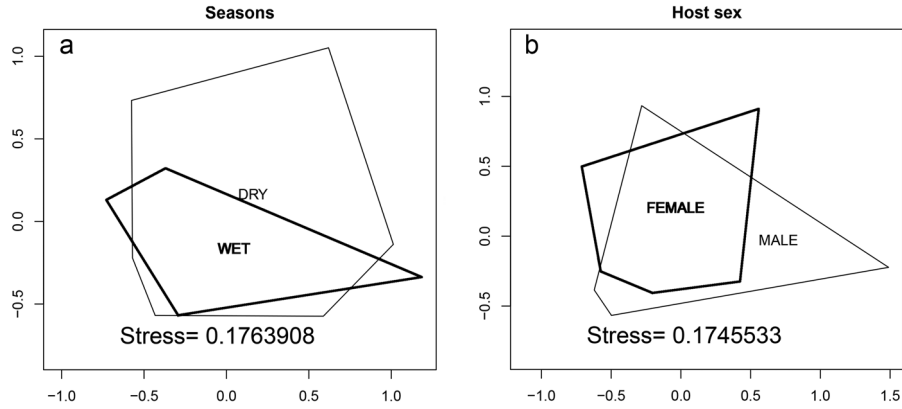 Seasons
a
1.0
0.5
0.0
−0.5
DRY
WET
Stress= 0.1763908
−1.0 −0.5 0.0 0.5 1.0
Host sex
b
1.0
0.5
0.0
−0.5
FEMALE
MALE
Stress= 0.1745533
−1.0 −0.5 0.0 0.5 1.0 1.5